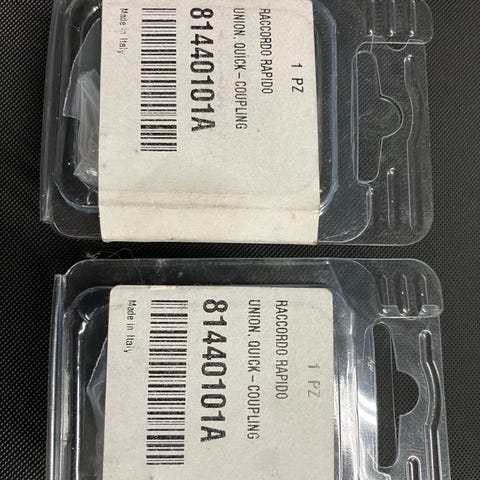 1 PZ
RACCORDO RAPIDO
UNION, QUICK-COUPLING
81440101A
Made in Italy
1 PZ
RACCORDO RAPIDO
UNION, QUICK-COUPLING
81440101A
Made in Italy